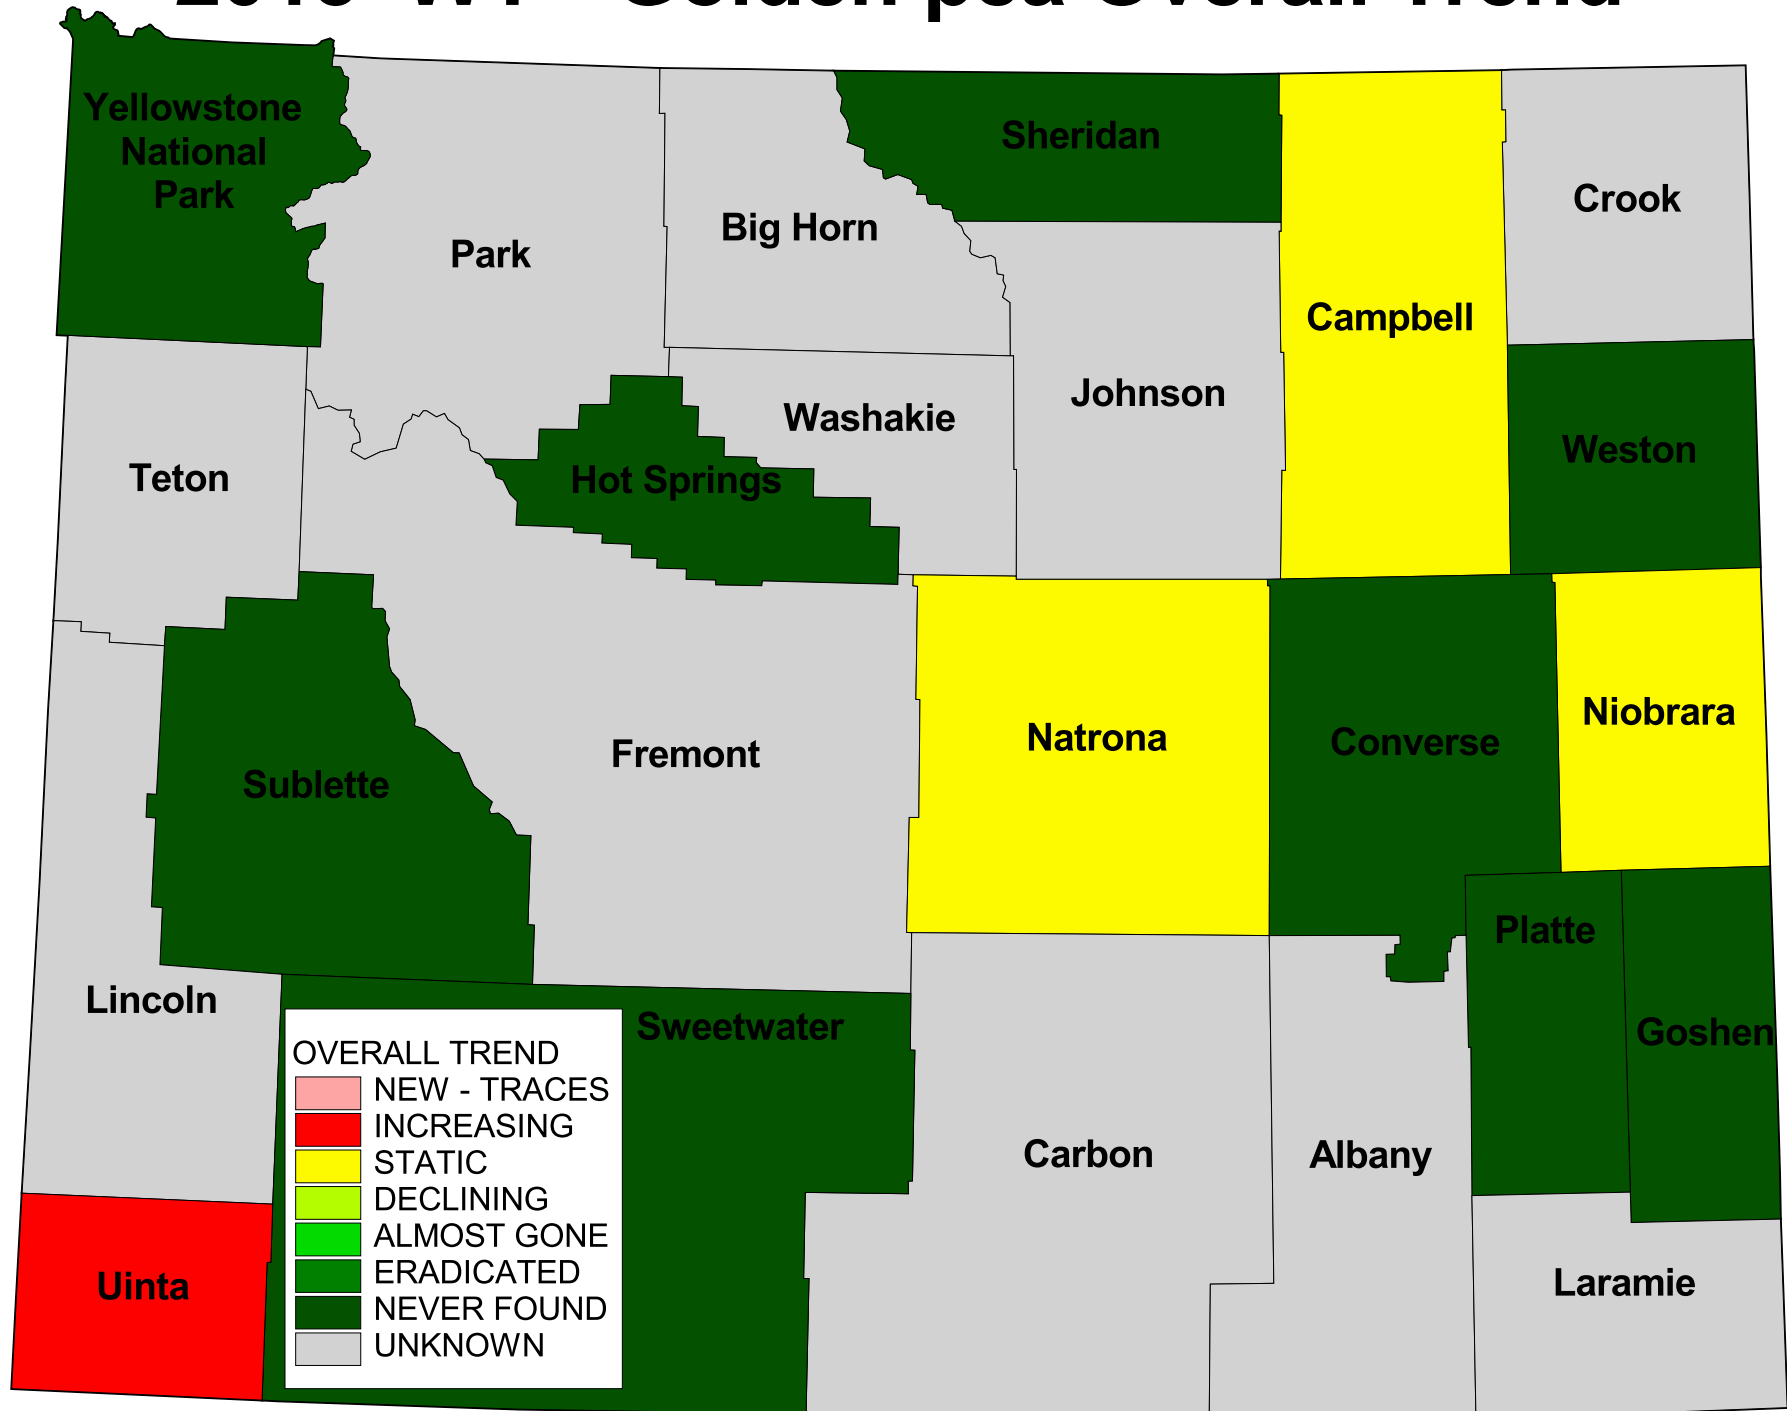 Yellowstone
National
Park
Sheridan
Crook
Big Horn
Park
Campbell
Johnson
Washakie
Weston
Teton
Hot Springs
Niobrara
Natrona
Converse
Fremont
Sublette
Platte
Lincoln
Sweetwater
Goshen
OVERALL TREND
NEW - TRACES
INCREASING
STATIC
DECLINING
ALMOST GONE
ERADICATED
NEVER FOUND
UNKNOWN
Carbon
Albany
Uinta
Laramie